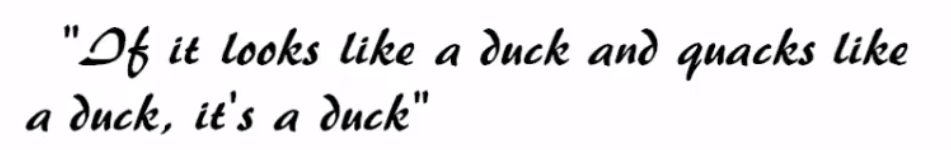 "If it looks like a duck and quacks like
a duck, it's a duck"